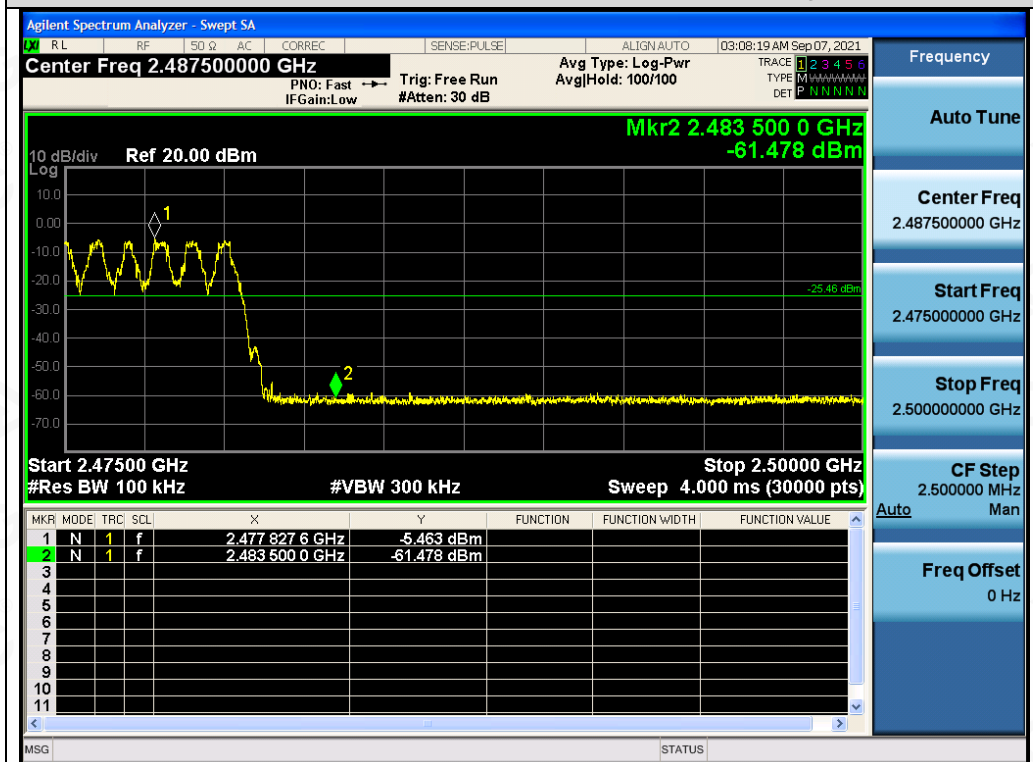 Agilent Spectrum Analyzer - Swept SA
LXI RL RF 50 Ω AC CORREC SENSE:PULSE ALIGN AUTO 03:08:19 AM Sep 07, 2021
Center Freq 2.487500000 GHz
PNO: Fast
IFGain:Low
Trig: Free Run
#Atten: 30 dB
Avg Type: Log-Pwr
Avg|Hold: 100/100
TRACE 1 2 3 4 5 6
TYPE M
DET P N N N N N
Mkr2 2.483 500 0 GHz
-61.478 dBm
10 dB/div Ref 20.00 dBm
Log
10.0
0.00
-10.0
-20.0
-30.0
-40.0
-50.0
-60.0
-70.0
1
2
-25.46 dBm
Start 2.47500 GHz Stop 2.50000 GHz
#Res BW 100 kHz #VBW 300 kHz Sweep 4.000 ms (30000 pts)
MKR MODE TRC SCL X Y FUNCTION FUNCTION WIDTH FUNCTION VALUE
1 N 1 f 2.477 827 6 GHz -5.463 dBm
2 N 1 f 2.483 500 0 GHz -61.478 dBm
3
4
5
6
7
8
9
10
11
MSG STATUS
Frequency
Auto Tune
Center Freq
2.487500000 GHz
Start Freq
2.475000000 GHz
Stop Freq
2.500000000 GHz
CF Step
2.500000 MHz
Auto Man
Freq Offset
0 Hz